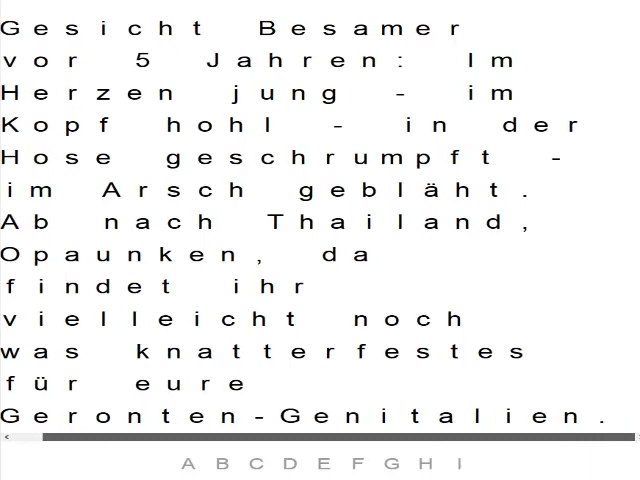 Gesicht Besamer
vor 5 Jahren: Im
Herzen jung - im
Kopf hohl - in der
Hose geschrumpft -
im Arsch gebläht.
Ab nach Thailand,
Opaunken, da
findet ihr
vielleicht noch
was knatterfestes
für eure
Geronten-Genitalien.
A B C D E F G H I